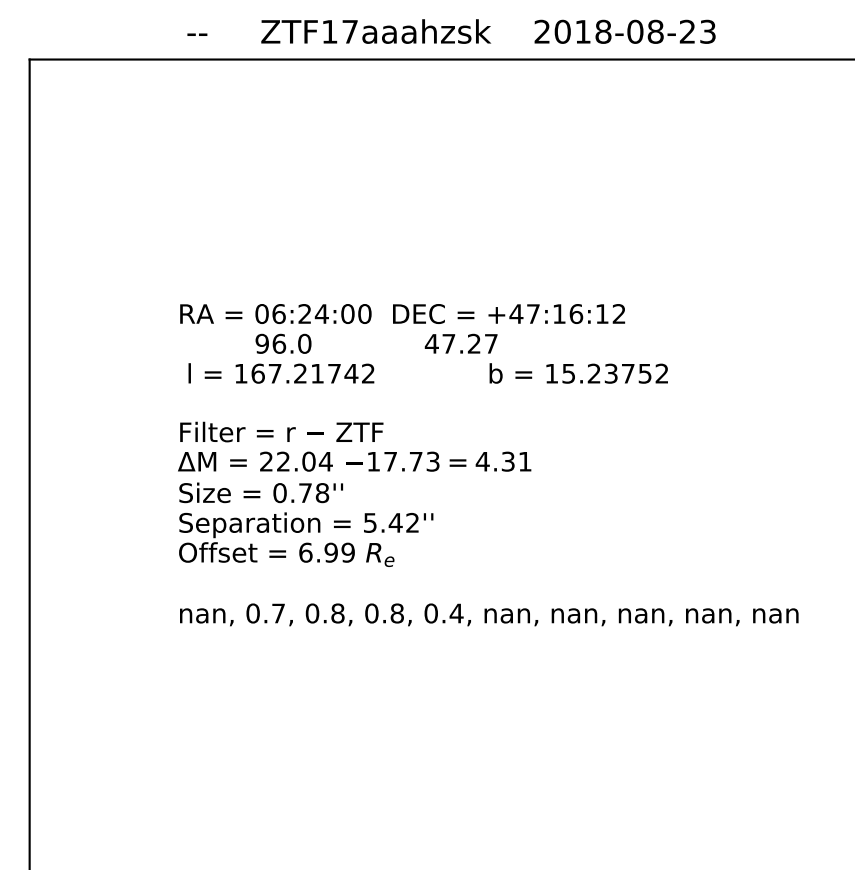 -- ZTF17aaahzsk 2018-08-23
RA = 06:24:00 DEC = +47:16:12
96.0 47.27
l = 167.21742 b = 15.23752
Filter = r − ZTF
ΔM = 22.04 −17.73 = 4.31
Size = 0.78''
Separation = 5.42''
Offset = 6.99 Re
nan, 0.7, 0.8, 0.8, 0.4, nan, nan, nan, nan, nan